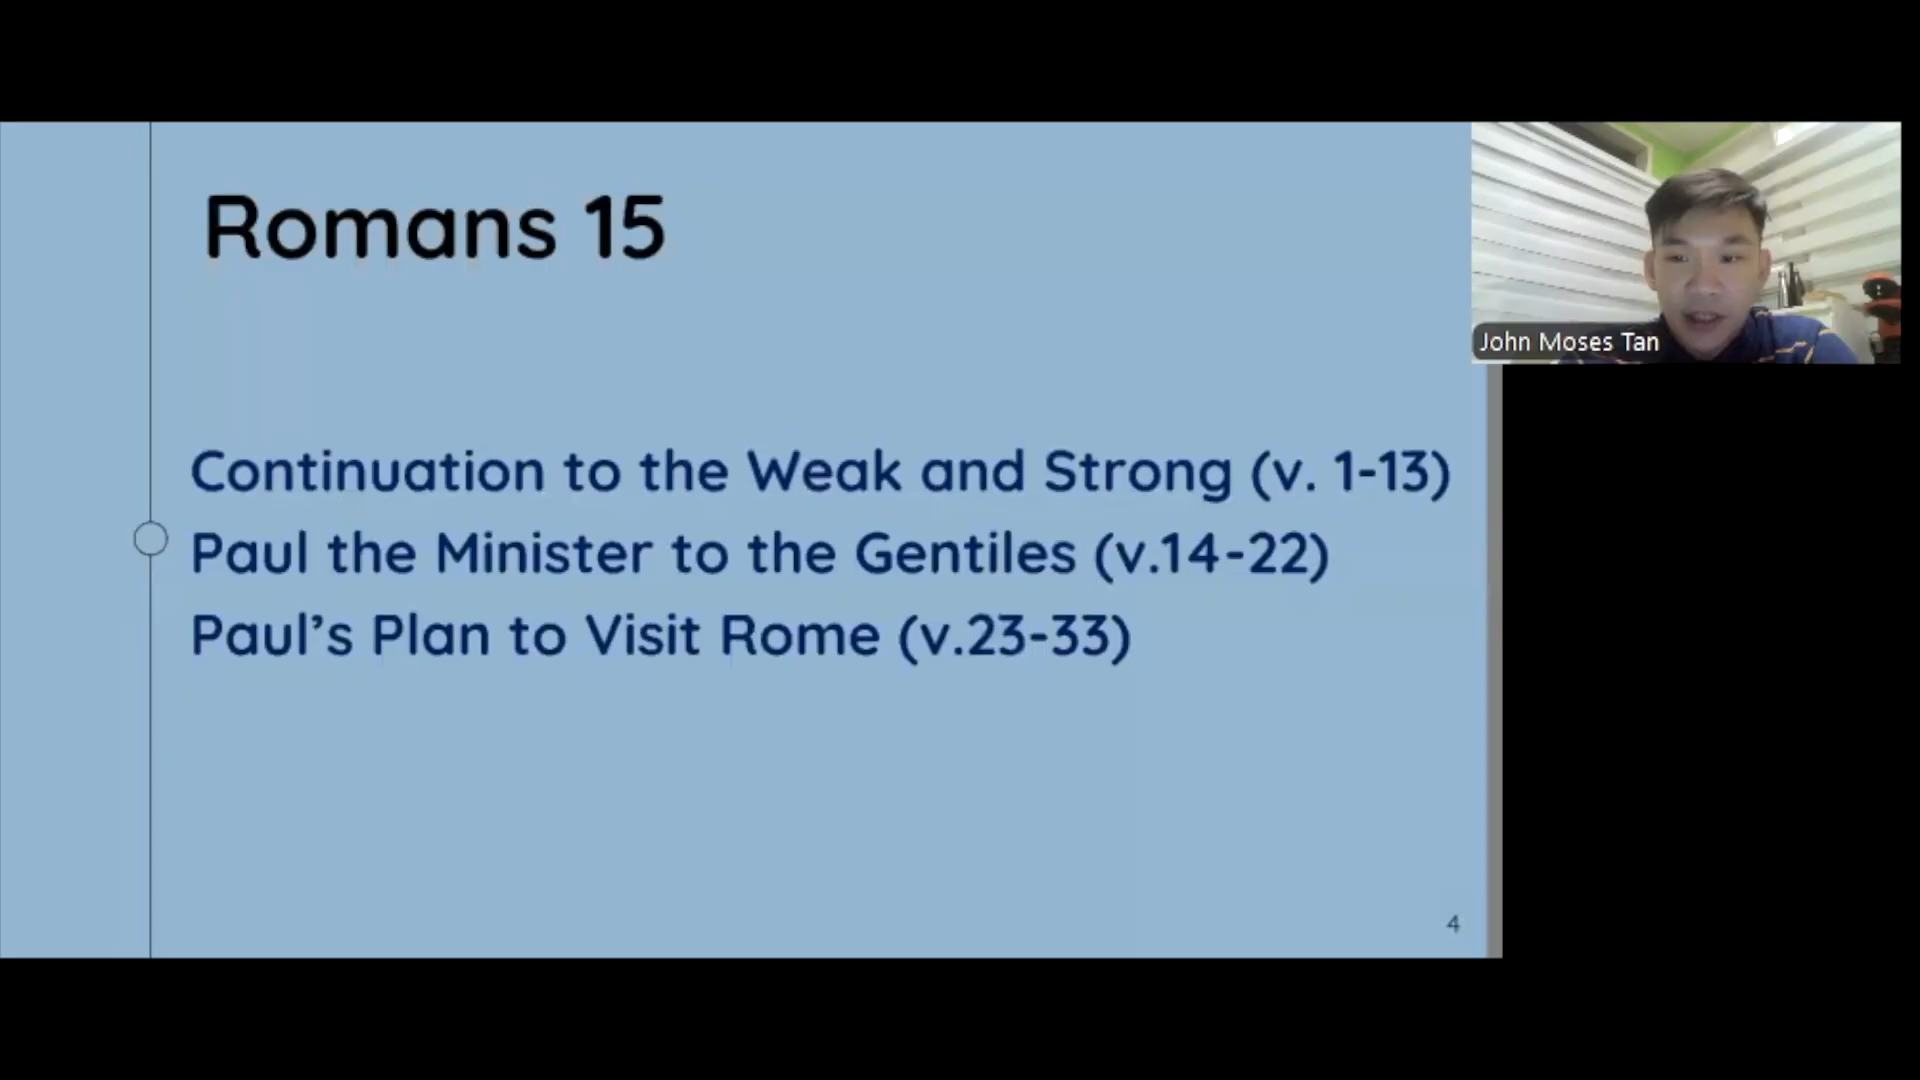 Romans 15
Continuation to the Weak and Strong (v. 1-13)
Paul the Minister to the Gentiles (v.14-22)
Paul’s Plan to Visit Rome (v.23-33)
4
John Moses Tan